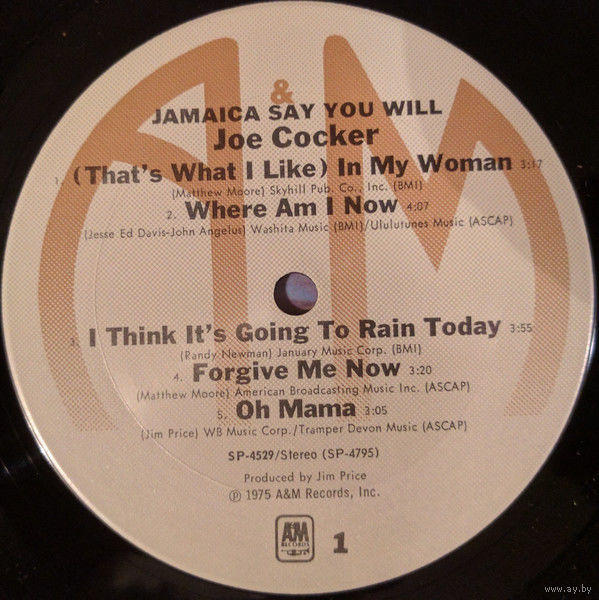 &
JAMAICA SAY YOU WILL
Joe Cocker
1. (That's What I Like) In My Woman 3:17
(Matthew Moore) Skyhill Pub. Co., Inc. (BMI)
2. Where Am I Now 4:07
(Jesse Ed Davis-John Angelus) Washita Music (BMI)/Ululutunes Music (ASCAP)
3. I Think It's Going To Rain Today 3:55
(Randy Newman) January Music Corp. (BMI)
4. Forgive Me Now 3:20
(Matthew Moore) American Broadcasting Music Inc. (ASCAP)
5. Oh Mama 3:05
(Jim Price) WB Music Corp./Tramper Devon Music (ASCAP)
SP-4529/Stereo (SP-4795)
Produced by Jim Price
℗ 1975 A&M Records, Inc.
A&M
RECORDS
1
www.ay.by